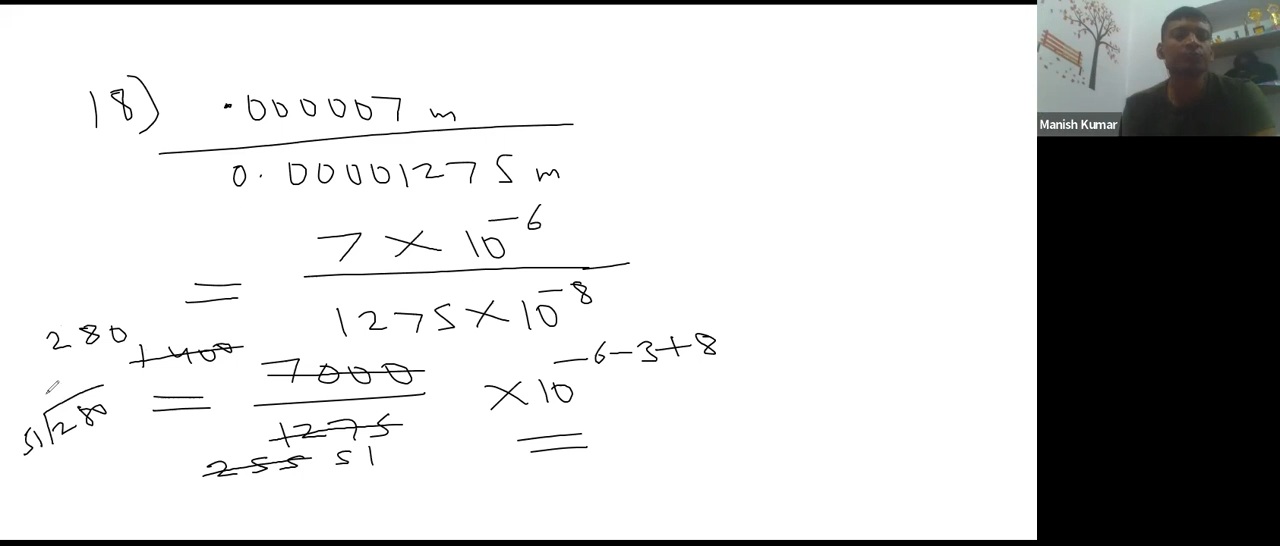 18) .000007 m
0.00001275 m
= 7 × 10^-6
1275 × 10^-8
280 1400
= 7000 × 10^-6-3+8
51)280
1275
255 51
Manish Kumar